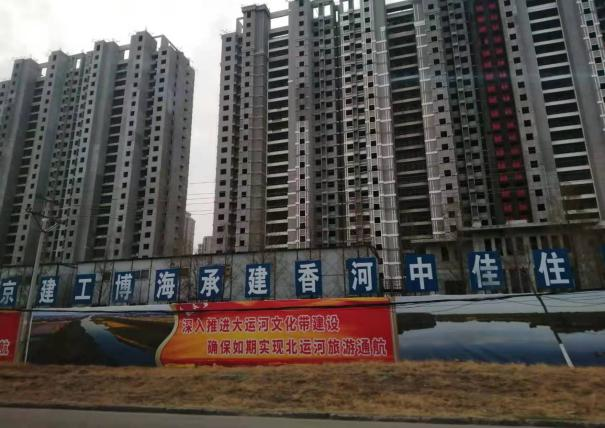 京建工博海承建香河中佳住
深入推进大运河文化带建设
确保如期实现北运河旅游通航
航